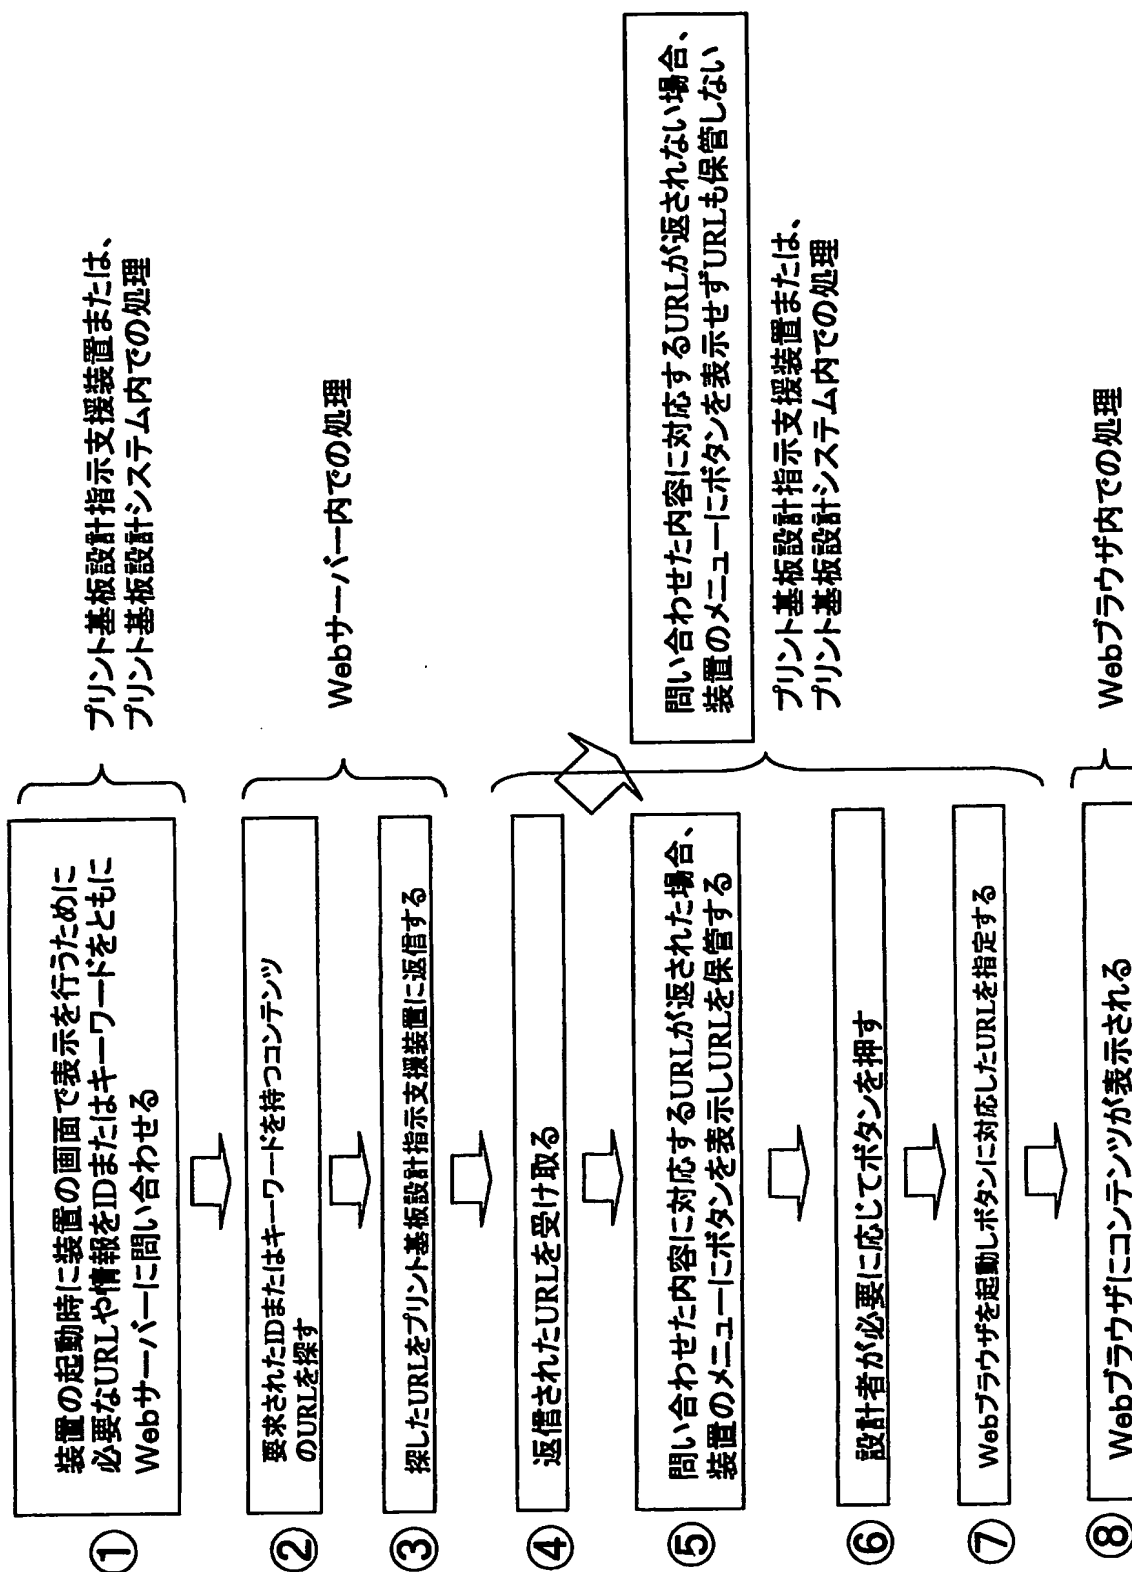 ①
装置の起動時に装置の画面で表示を行うために
必要なURLや情報をIDまたはキーワードをともに
Webサーバーに問い合わせる
プリント基板設計指示支援装置または、
プリント基板設計システム内での処理
②
要求されたIDまたはキーワードを持つコンテンツ
のURLを探す
③
探したURLをプリント基板設計指示支援装置に返信する
Webサーバー内での処理
④
返信されたURLを受け取る
⑤
問い合わせた内容に対応するURLが返された場合、
装置のメニューにボタンを表示しURLを保管する
問い合わせた内容に対応するURLが返されない場合、
装置のメニューにボタンを表示せずURLも保管しない
⑥
設計者が必要に応じてボタンを押す
⑦
Webブラウザを起動しボタンに対応したURLを指定する
プリント基板設計指示支援装置または、
プリント基板設計システム内での処理
⑧
Webブラウザにコンテンツが表示される
Webブラウザ内での処理